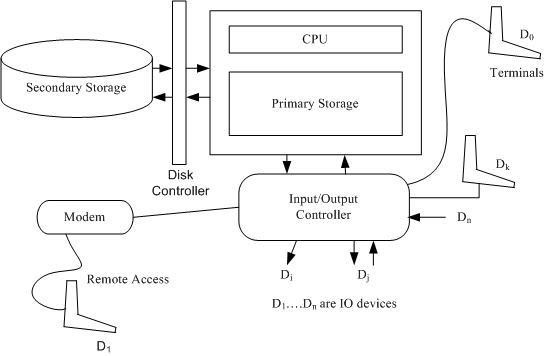 CPU
D0
Secondary Storage
Terminals
Primary Storage
Disk
Controller
Dk
Input/Output
Controller
Modem
Dn
Remote Access
Di
Dj
D1….Dn are IO devices
D1